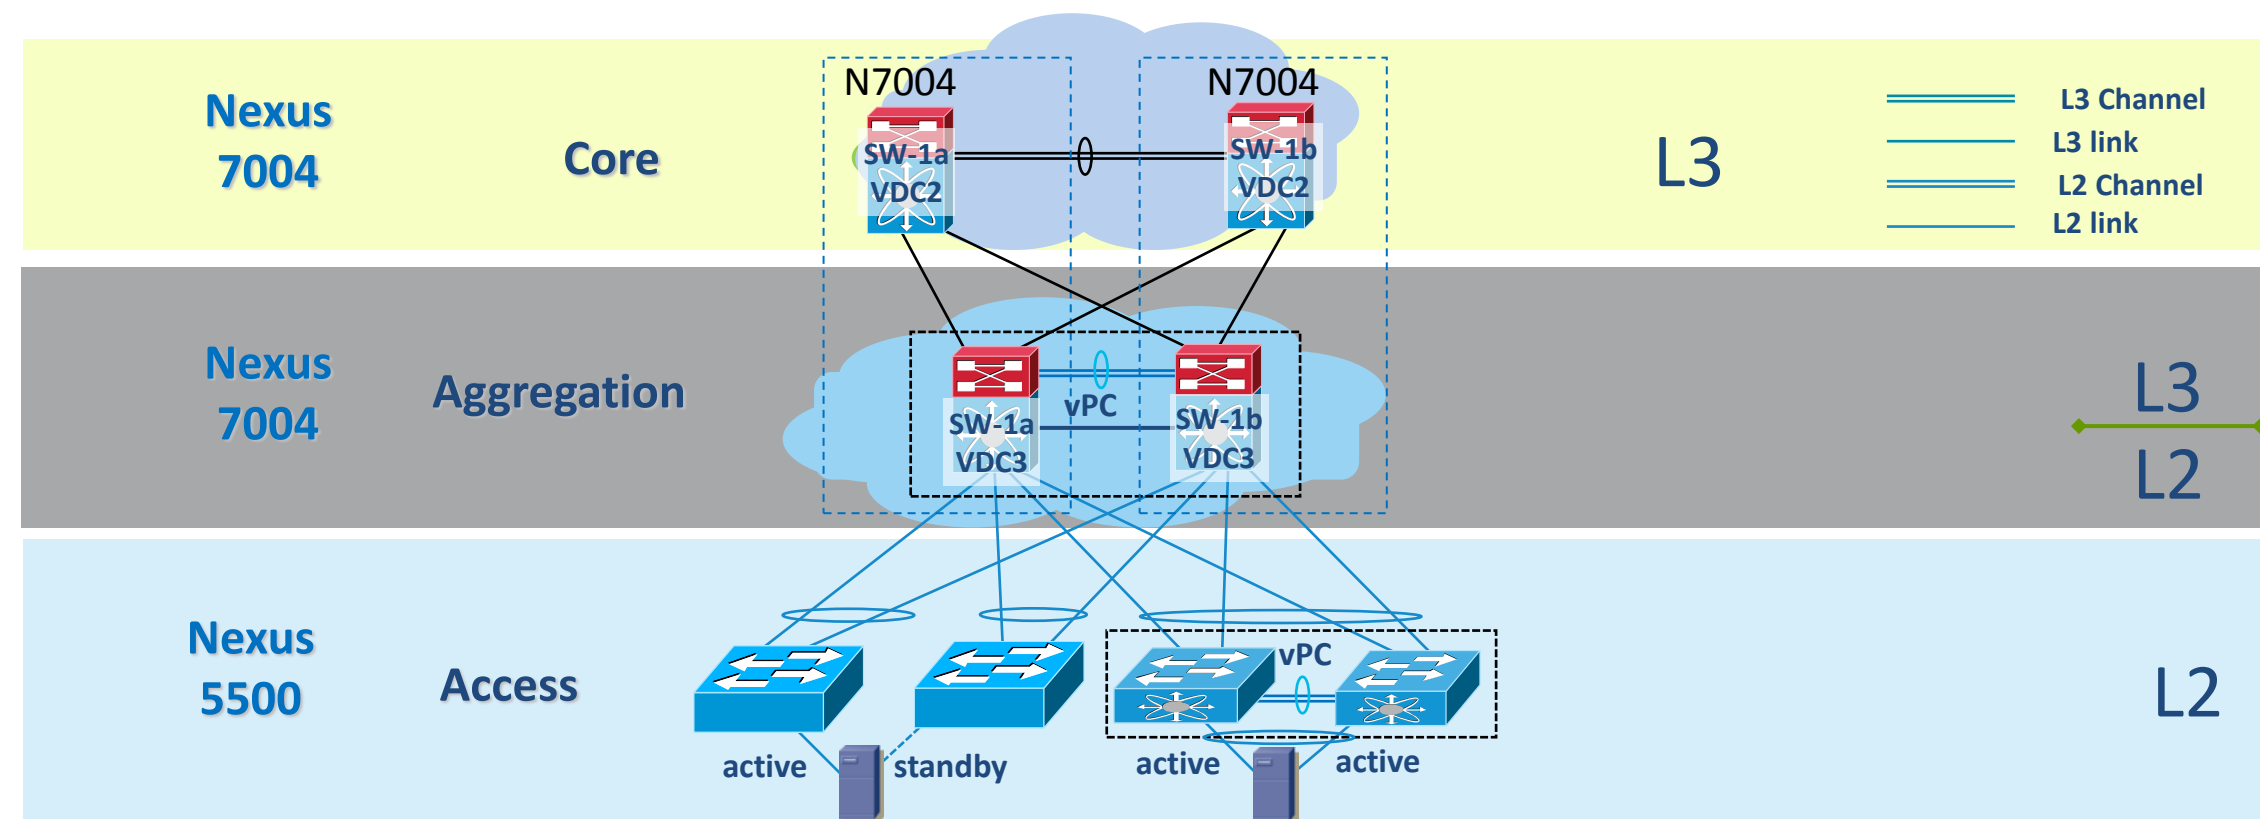 Nexus
7004
Core
N7004
SW-1a
VDC2
N7004
SW-1b
VDC2
L3
L3 Channel
L3 link
L2 Channel
L2 link
Nexus
7004
Aggregation
SW-1a
VDC3
vPC
SW-1b
VDC3
L3
L2
Nexus
5500
Access
vPC
L2
active
standby
active
active